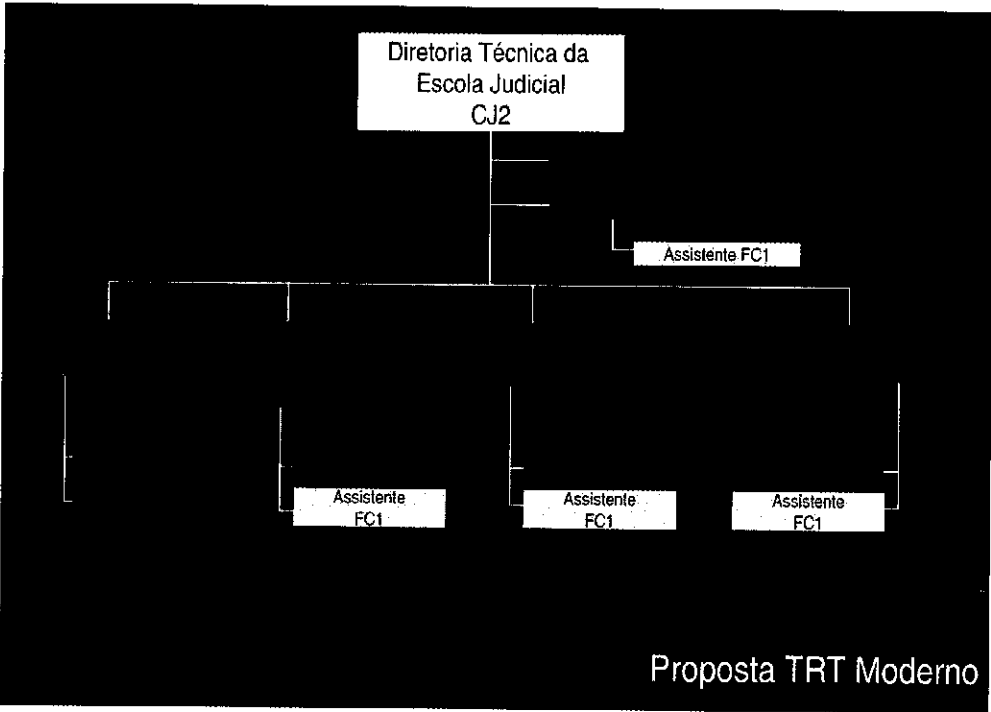 Diretoria Técnica da
Escola Judicial
CJ2
Assistente FC1
Assistente
FC1
Assistente
FC1
Assistente
FC1
Proposta TRT Moderno